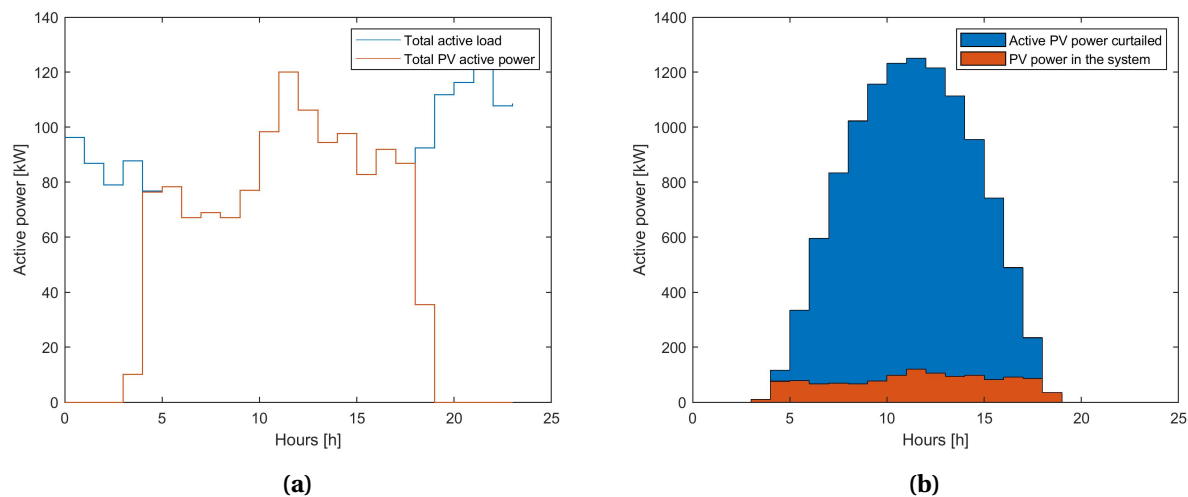 140
120
100
80
60
40
20
0
Active power [kW]
Total active load
Total PV active power
0 5 10 15 20 25
Hours [h]
(a)
1400
1200
1000
800
600
400
200
0
Active power [kW]
Active PV power curtailed
PV power in the system
0 5 10 15 20 25
Hours [h]
(b)